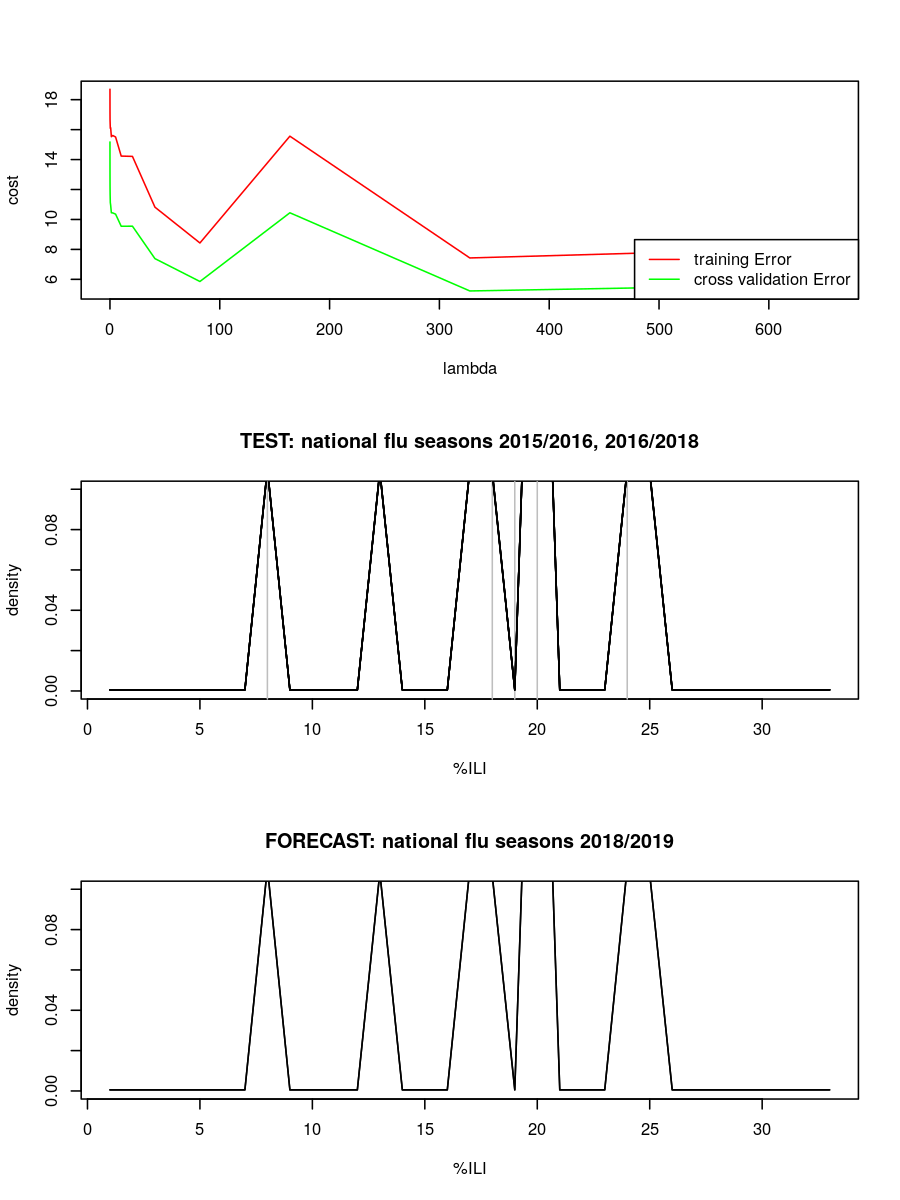 18
14
10
8
6
cost
training Error
cross validation Error
0 100 200 300 400 500 600
lambda
TEST: national flu seasons 2015/2016, 2016/2018
0.08
0.04
0.00
density
0 5 10 15 20 25 30
%ILI
FORECAST: national flu seasons 2018/2019
0.08
0.04
0.00
density
0 5 10 15 20 25 30
%ILI